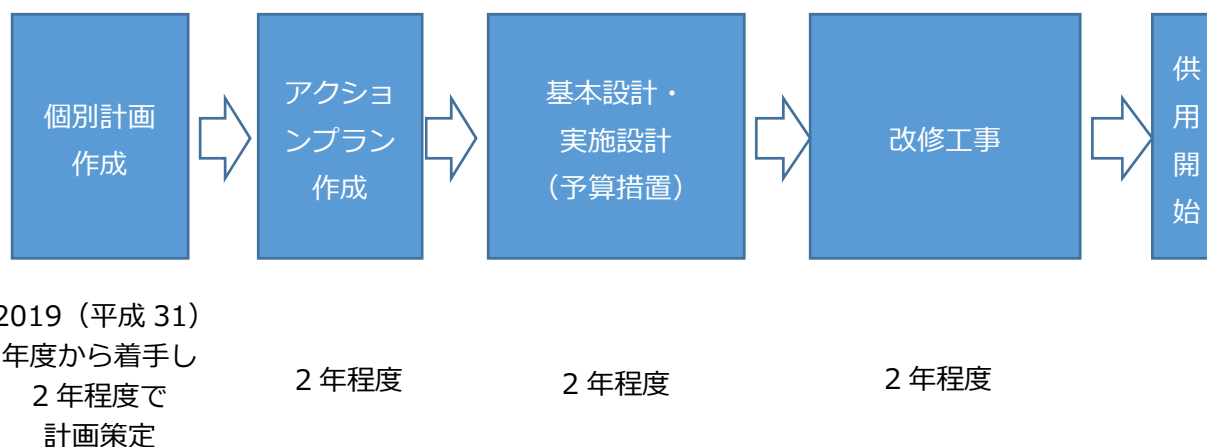 個別計画
作成
アクショ
ンプラン
作成
基本設計・
実施設計
（予算措置）
改修工事
供
用
開
始
2019（平成 31）
年度から着手し
2 年程度で
計画策定
2 年程度
2 年程度
2 年程度